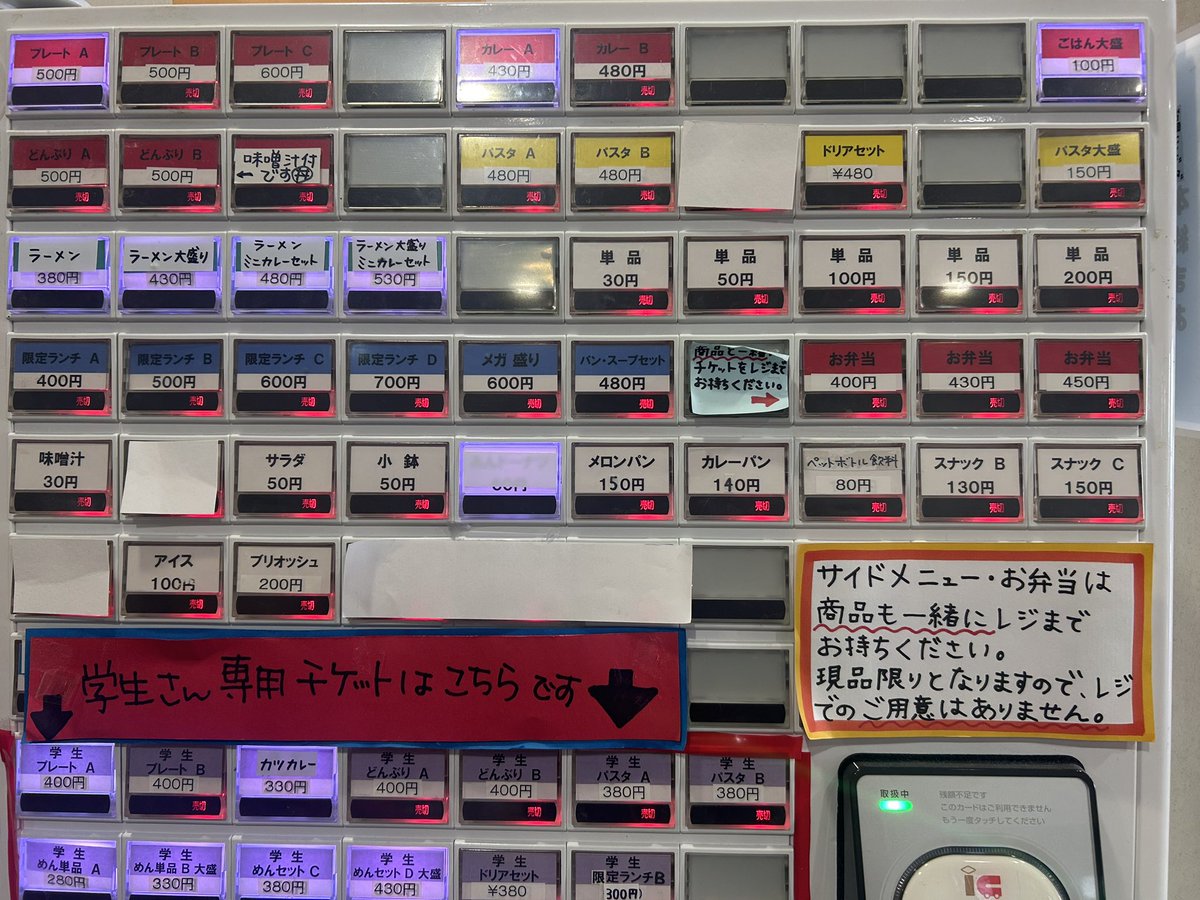 プレート A
500円
プレート B
500円
売切
プレート C
600円
売切
カレー A
430円
カレー B
480円
売切
ごはん大盛
100円
どんぶり A
500円
売切
どんぶり B
500円
売切
味噌汁付
←です
売切
パスタ A
480円
売切
パスタ B
480円
売切
ドリアセット
¥480
売切
パスタ大盛
150円
売切
ラーメン
380円
ラーメン大盛り
430円
ラーメン
ミニカレーセット
480円
ラーメン大盛り
ミニカレーセット
530円
単品
30円
売切
単品
50円
売切
単品
100円
売切
単品
150円
売切
単品
200円
売切
限定ランチ A
400円
売切
限定ランチ B
500円
売切
限定ランチ C
600円
売切
限定ランチ D
700円
売切
メガ盛り
600円
売切
パン・スープセット
480円
売切
商品も一緒に
チケットをレジまで
お持ちください。
→
お弁当
400円
売切
お弁当
430円
売切
お弁当
450円
売切
味噌汁
30円
売切
サラダ
50円
売切
小鉢
50円
売切
メロンパン
150円
売切
カレーパン
140円
売切
ペットボトル飲料
80円
売切
スナック B
130円
売切
スナック C
150円
売切
アイス
100円
売切
ブリオッシュ
200円
売切
サイドメニュー・お弁当は
商品も一緒にレジまで
お持ちください。
現品限りとなりますので、レジ
でのご用意はありません。
↓学生さん専用チケットはこちらです↓
学生
プレート A
400円
学生
プレート B
400円
売切
カツカレー
330円
学生
どんぶり A
400円
売切
学生
どんぶり B
400円
売切
学生
パスタ A
380円
売切
学生
パスタ B
380円
売切
取扱中
残額不足です
このカードはご利用できません
もう一度タッチしてください
学生
めん単品 A
280円
学生
めん単品 B 大盛
330円
学生
めんセット C
380円
学生
めんセット D 大盛
430円
学生
ドリアセット
¥380
学生
限定ランチB
300円)